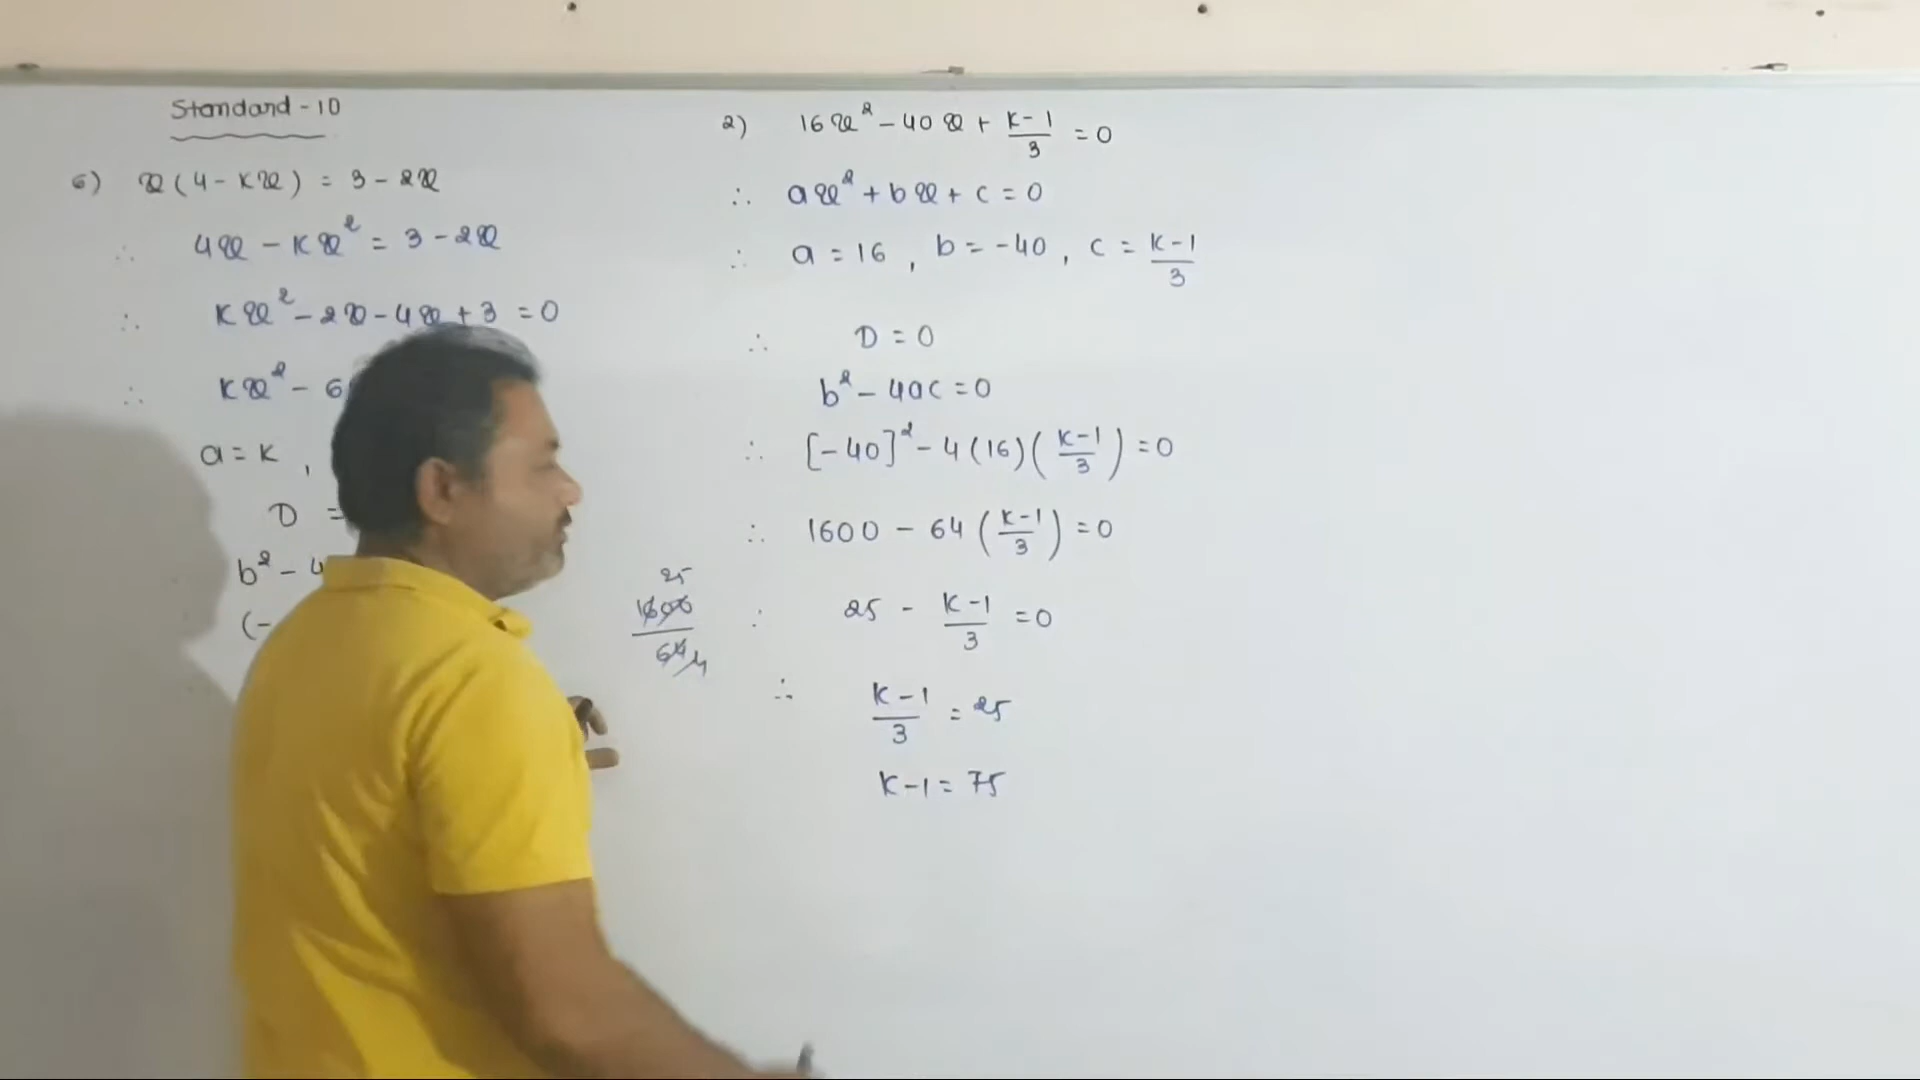 Standard - 10
6) x(4 - Kx) = 3 - 2x
∴ 4x - Kx² = 3 - 2x
∴ Kx² - 2x - 4x + 3 = 0
∴ Kx² - 6
a = K ,
D =
b² - 4
(-
2) 16x² - 40x + (K-1)/3 = 0
∴ ax² + bx + c = 0
∴ a = 16 , b = -40 , c = (K-1)/3
∴ D = 0
b² - 4ac = 0
∴ [-40]² - 4(16)((K-1)/3) = 0
∴ 1600 - 64((K-1)/3) = 0
25
1600/64 4
∴ 25 - (K-1)/3 = 0
∴ (K-1)/3 = 25
K-1 = 75